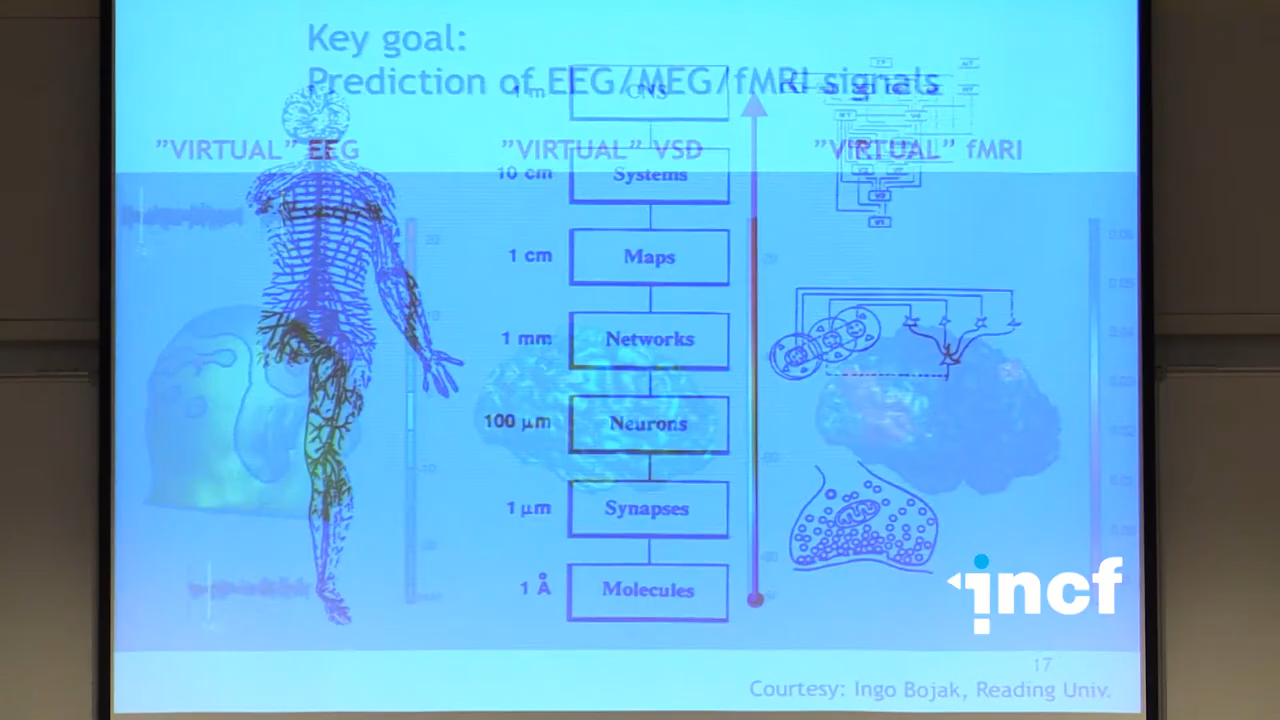 Key goal:
Prediction of EEG/MEG/fMRI signals
1 m
CNS
"VIRTUAL" EEG
"VIRTUAL" VSD
"VIRTUAL" fMRI
10 cm
Systems
1 cm
Maps
1 mm
Networks
100 µm
Neurons
1 µm
Synapses
1 Å
Molecules
incf
17
Courtesy: Ingo Bojak, Reading Univ.